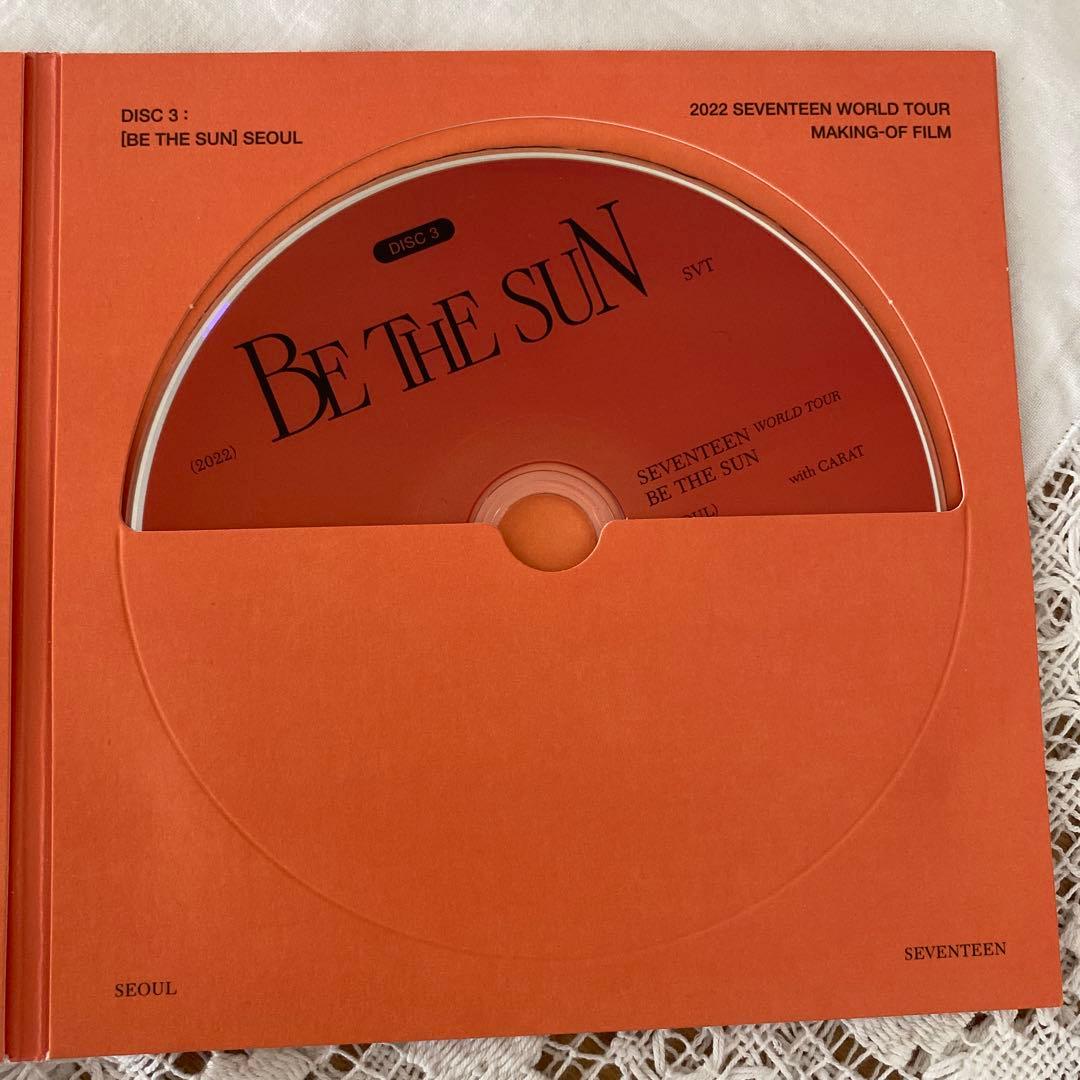 DISC 3 :
[BE THE SUN] SEOUL
2022 SEVENTEEN WORLD TOUR
MAKING-OF FILM
DISC 3
BE THE SUN
SVT
(2022)
SEVENTEEN WORLD TOUR
BE THE SUN
with CARAT
SEOUL
SEVENTEEN